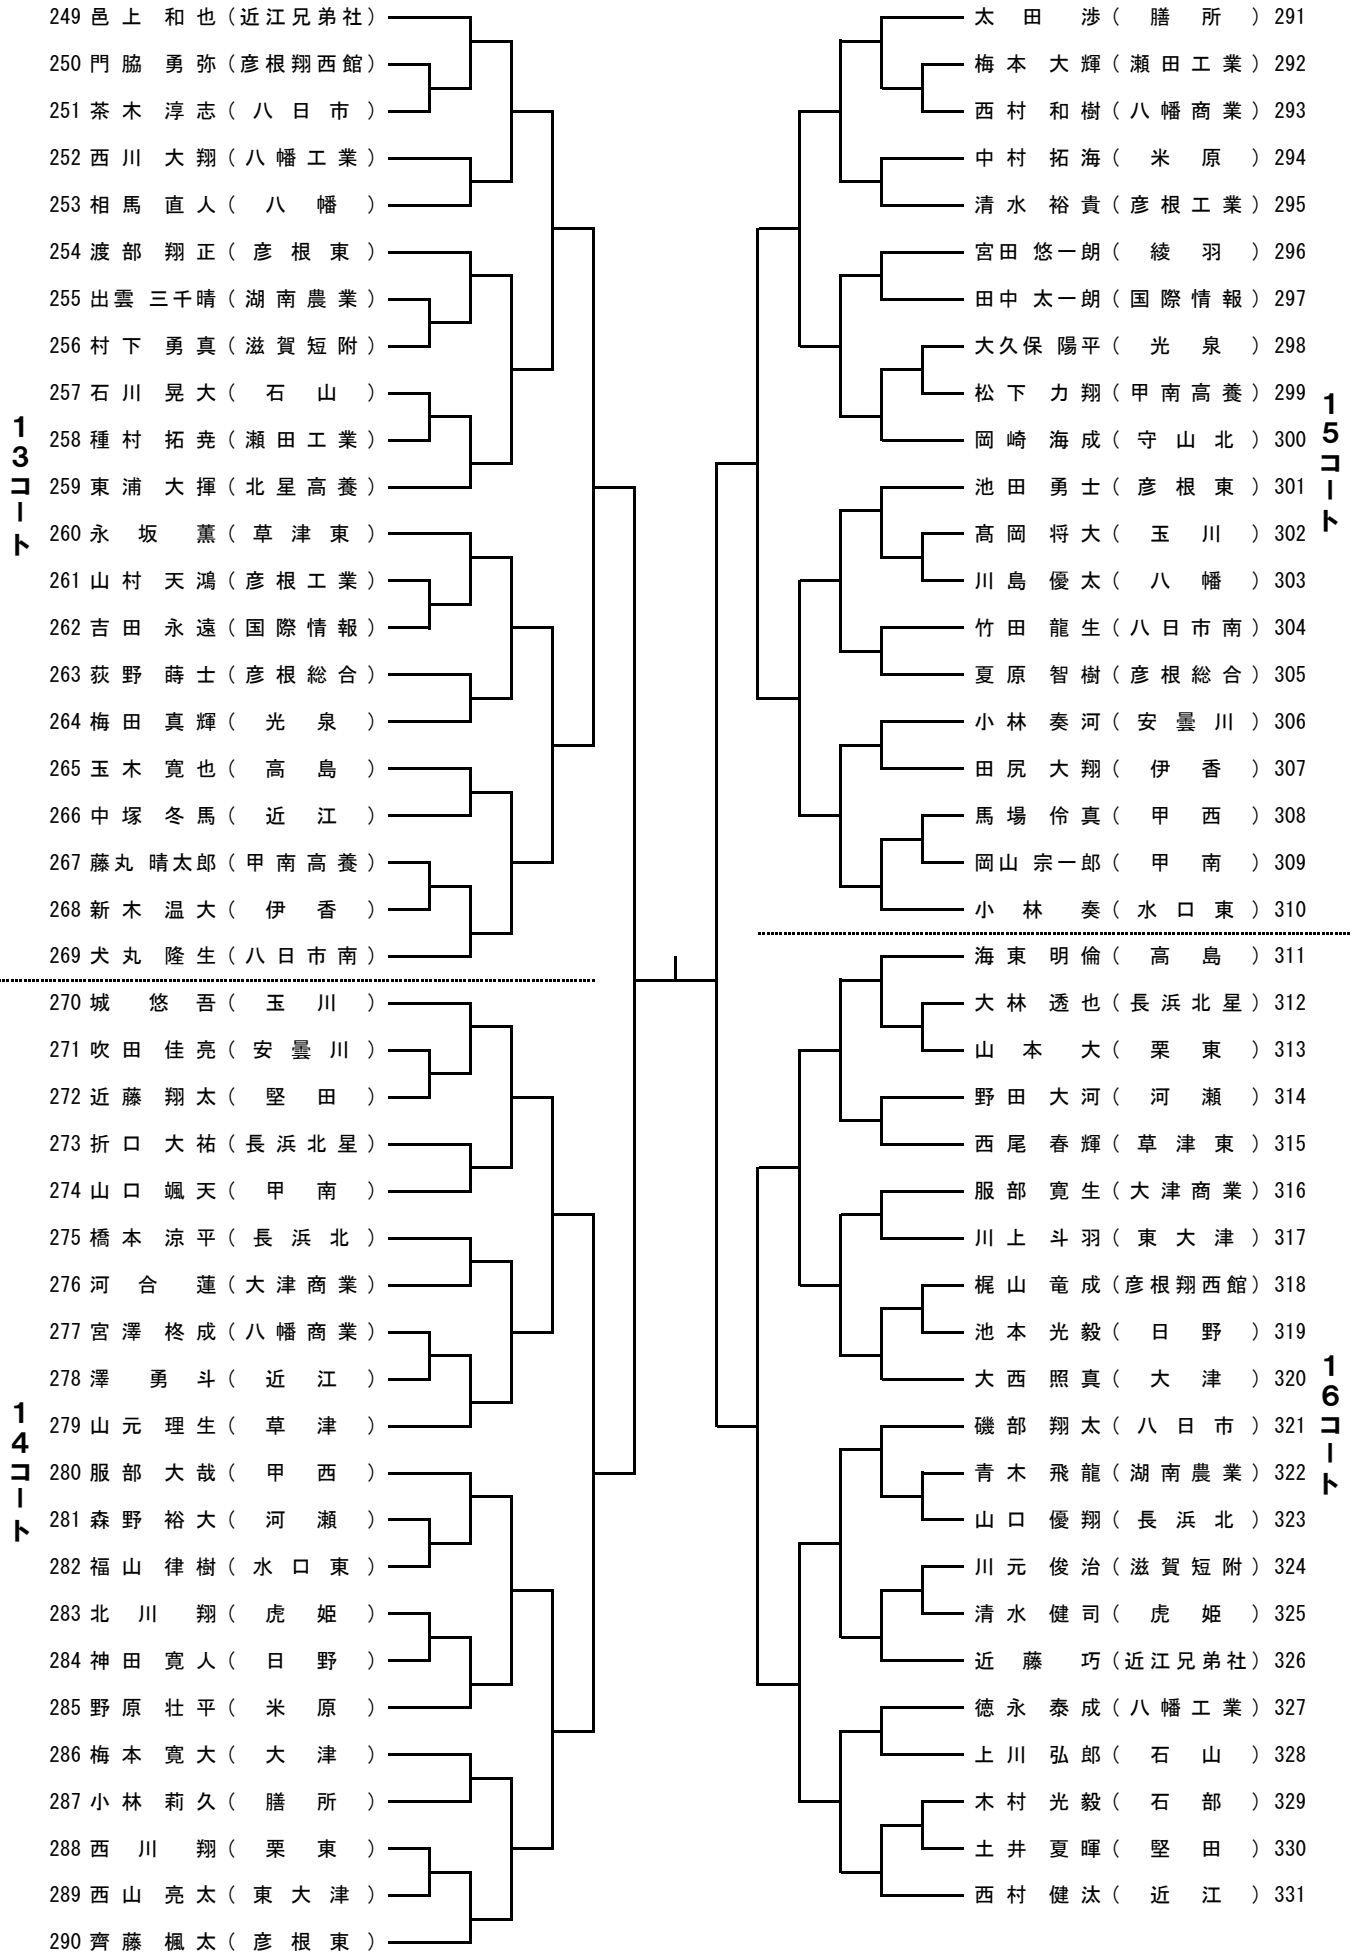 13コート
249 邑上 和也 (近江兄弟社)
250 門脇 勇弥 (彦根翔西館)
251 茶木 淳志 (八日市)
252 西川 大翔 (八幡工業)
253 相馬 直人 (八幡)
254 渡部 翔正 (彦根東)
255 出雲 三千晴 (湖南農業)
256 村下 勇真 (滋賀短附)
257 石川 晃大 (石山)
258 種村 拓尭 (瀬田工業)
259 東浦 大揮 (北星高養)
260 永坂 薫 (草津東)
261 山村 天鴻 (彦根工業)
262 吉田 永遠 (国際情報)
263 荻野 蒔士 (彦根総合)
264 梅田 真輝 (光泉)
265 玉木 寛也 (高島)
266 中塚 冬馬 (近江)
267 藤丸 晴太郎 (甲南高養)
268 新木 温大 (伊香)
269 犬丸 隆生 (八日市南)
14コート
270 城 悠吾 (玉川)
271 吹田 佳亮 (安曇川)
272 近藤 翔太 (堅田)
273 折口 大祐 (長浜北星)
274 山口 颯天 (甲南)
275 橋本 涼平 (長浜北)
276 河合 蓮 (大津商業)
277 宮澤 柊成 (八幡商業)
278 澤 勇斗 (近江)
279 山元 理生 (草津)
280 服部 大哉 (甲西)
281 森野 裕大 (河瀬)
282 福山 律樹 (水口東)
283 北川 翔 (虎姫)
284 神田 寛人 (日野)
285 野原 壮平 (米原)
286 梅本 寛大 (大津)
287 小林 莉久 (膳所)
288 西川 翔 (栗東)
289 西山 亮太 (東大津)
290 齊藤 楓太 (彦根東)
15コート
太田 渉 (膳所) 291
梅本 大輝 (瀬田工業) 292
西村 和樹 (八幡商業) 293
中村 拓海 (米原) 294
清水 裕貴 (彦根工業) 295
宮田 悠一朗 (綾羽) 296
田中 太一朗 (国際情報) 297
大久保 陽平 (光泉) 298
松下 力翔 (甲南高養) 299
岡崎 海成 (守山北) 300
池田 勇士 (彦根東) 301
髙岡 将大 (玉川) 302
川島 優太 (八幡) 303
竹田 龍生 (八日市南) 304
夏原 智樹 (彦根総合) 305
小林 奏河 (安曇川) 306
田尻 大翔 (伊香) 307
馬場 伶真 (甲西) 308
岡山 宗一郎 (甲南) 309
小林 奏 (水口東) 310
16コート
海東 明倫 (高島) 311
大林 透也 (長浜北星) 312
山本 大 (栗東) 313
野田 大河 (河瀬) 314
西尾 春輝 (草津東) 315
服部 寛生 (大津商業) 316
川上 斗羽 (東大津) 317
梶山 竜成 (彦根翔西館) 318
池本 光毅 (日野) 319
大西 照真 (大津) 320
磯部 翔太 (八日市) 321
青木 飛龍 (湖南農業) 322
山口 優翔 (長浜北) 323
川元 俊治 (滋賀短附) 324
清水 健司 (虎姫) 325
近藤 巧 (近江兄弟社) 326
徳永 泰成 (八幡工業) 327
上川 弘郎 (石山) 328
木村 光毅 (石部) 329
土井 夏暉 (堅田) 330
西村 健汰 (近江) 331